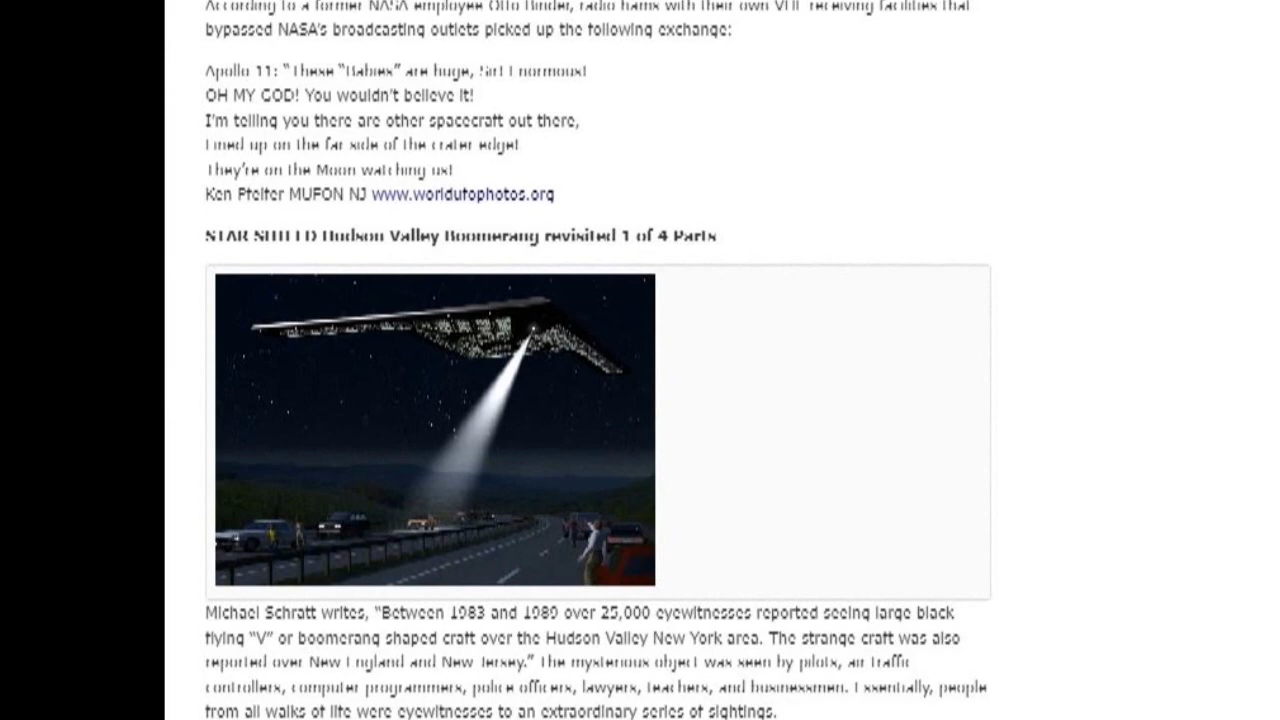 According to a former NASA employee Otto Binder, radio hams with their own VHF receiving facilities that
bypassed NASA's broadcasting outlets picked up the following exchange:
Apollo 11: "These "Babies" are huge, Sir! Enormous!
OH MY GOD! You wouldn't believe it!
I'm telling you there are other spacecraft out there,
Lined up on the far side of the crater edge!
They're on the Moon watching us!
Ken Pfeifer MUFON NJ www.worldufophotos.org
STAR SHIELD Hudson Valley Boomerang revisited 1 of 4 Parts
Michael Schratt writes, "Between 1983 and 1989 over 25,000 eyewitnesses reported seeing large black
flying "V" or boomerang shaped craft over the Hudson Valley New York area. The strange craft was also
reported over New England and New Jersey." The mysterious object was seen by pilots, air traffic
controllers, computer programmers, police officers, lawyers, teachers, and businessmen. Essentially, people
from all walks of life were eyewitnesses to an extraordinary series of sightings.